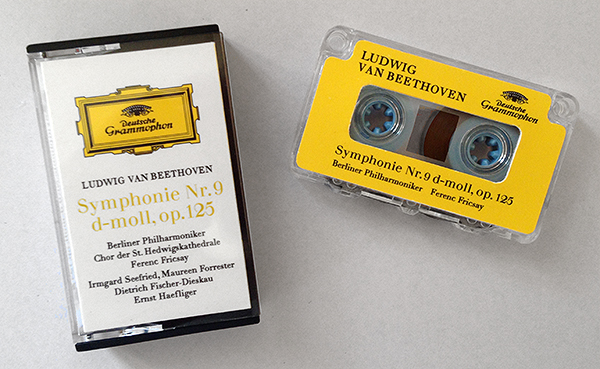 Deutsche
Grammophon
LUDWIG VAN BEETHOVEN
Symphonie Nr. 9
d-moll, op. 125
Berliner Philharmoniker
Chor der St. Hedwigskathedrale
Ferenc Fricsay
Irmgard Seefried, Maureen Forrester
Dietrich Fischer-Dieskau
Ernst Haefliger
LUDWIG
VAN BEETHOVEN
Deutsche
Grammophon
Symphonie Nr. 9 d-moll, op. 125
Berliner Philharmoniker Ferenc Fricsay